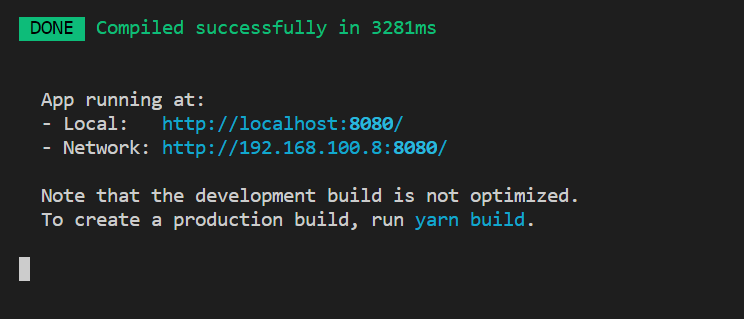 DONE Compiled successfully in 3281ms
App running at:
- Local: http://localhost:8080/
- Network: http://192.168.100.8:8080/
Note that the development build is not optimized.
To create a production build, run yarn build.